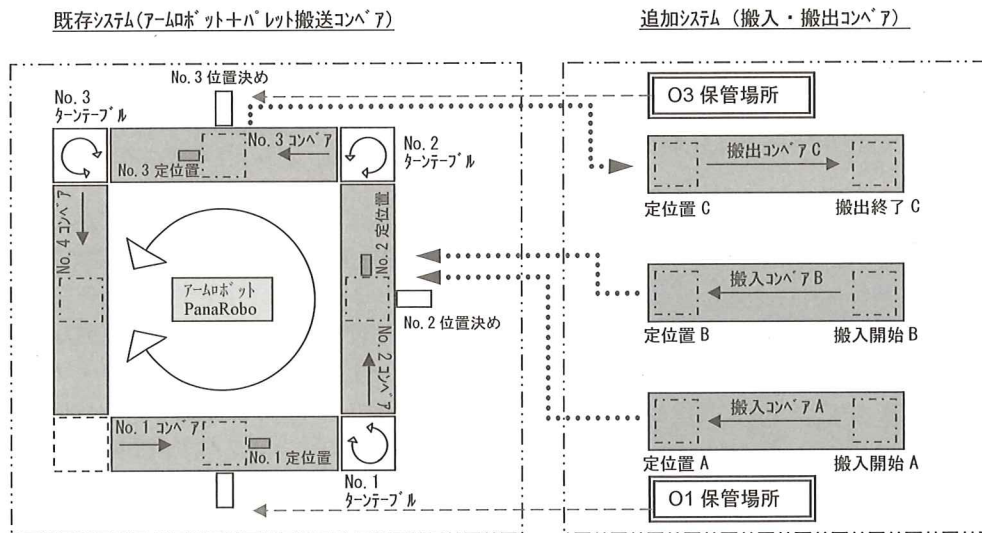 既存システム(アームロボット+パレット搬送コンベア)
追加システム (搬入・搬出コンベア)
No. 3 位置決め
No. 3
ターンテーブル
No. 3 コンベア
No. 3 定位置
No. 2
ターンテーブル
No. 4 コンベア
No. 2 定位置
アームロボット
PanaRobo
No. 2 位置決め
No. 2 コンベア
No. 1 コンベア
No. 1 定位置
No. 1
ターンテーブル
O3 保管場所
搬出コンベア C
定位置 C
搬出終了 C
搬入コンベア B
定位置 B
搬入開始 B
搬入コンベア A
定位置 A
搬入開始 A
O1 保管場所